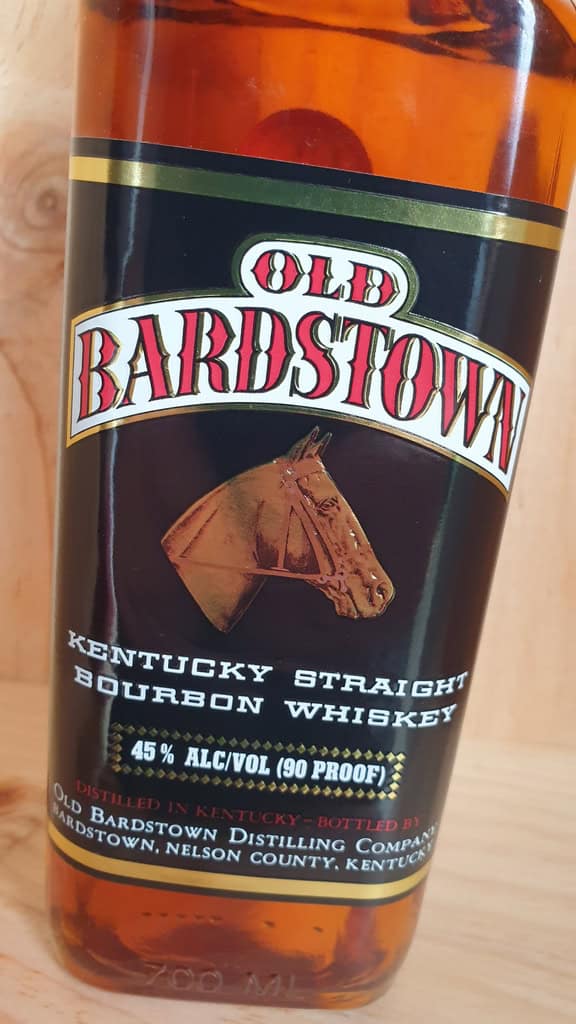 OLD
BARDSTOWN
KENTUCKY STRAIGHT
BOURBON WHISKEY
45% ALC/VOL (90 PROOF)
DISTILLED IN KENTUCKY - BOTTLED BY
OLD BARDSTOWN DISTILLING COMPANY
BARDSTOWN, NELSON COUNTY, KENTUCKY
700 ML